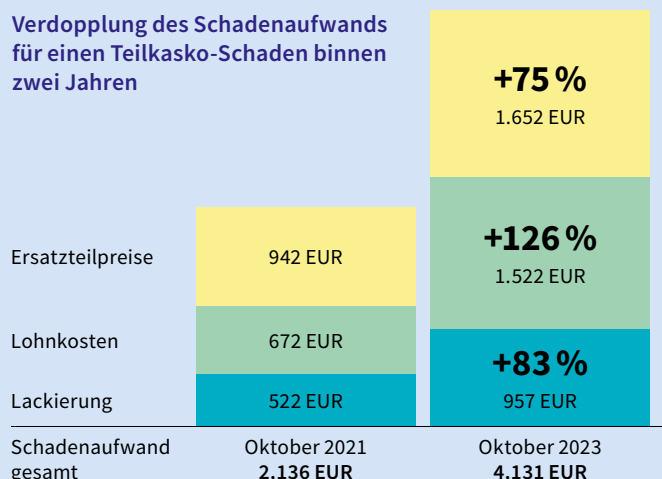 Verdopplung des Schadenaufwands
für einen Teilkasko-Schaden binnen
zwei Jahren
+75 %
1.652 EUR
+126 %
1.522 EUR
Ersatzteilpreise
942 EUR
Lohnkosten
672 EUR
+83 %
Lackierung
522 EUR
957 EUR
Schadenaufwand
gesamt
Oktober 2021
2.136 EUR
Oktober 2023
4.131 EUR